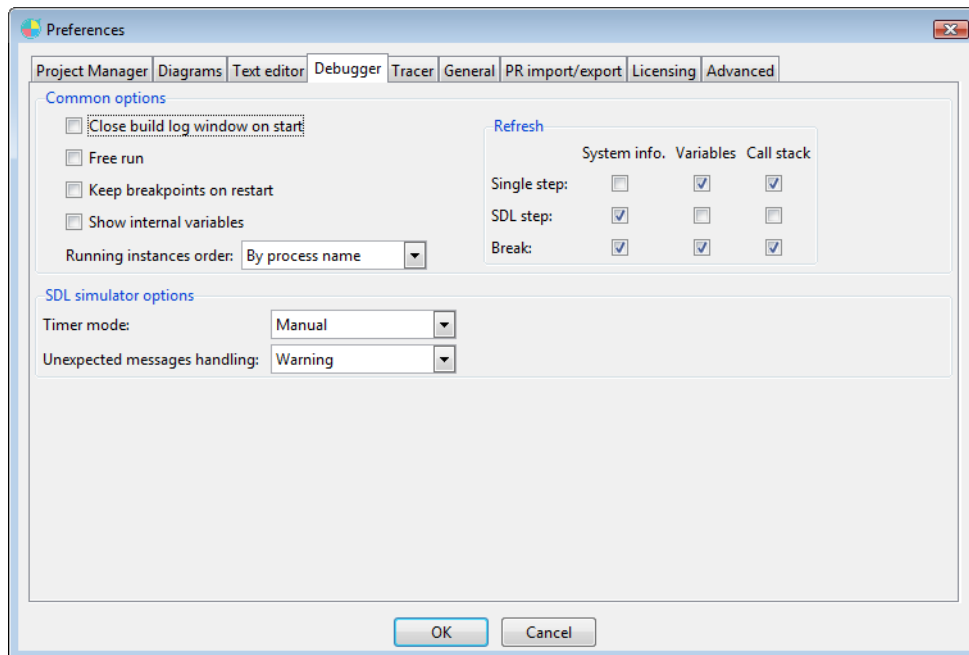 Preferences
Project Manager Diagrams Text editor Debugger Tracer General PR import/export Licensing Advanced
Common options
Close build log window on start
Free run
Keep breakpoints on restart
Show internal variables
Running instances order: By process name
Refresh
System info. Variables Call stack
Single step:
SDL step:
Break:
SDL simulator options
Timer mode: Manual
Unexpected messages handling: Warning
OK Cancel